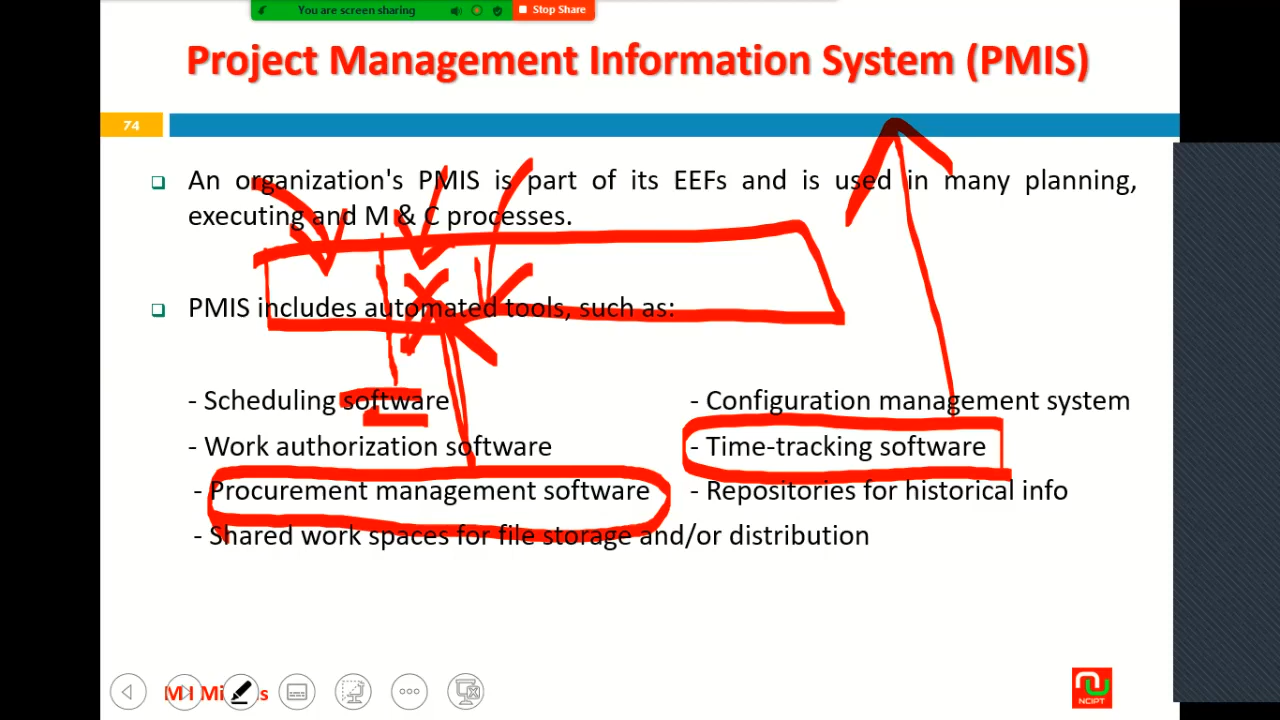 You are screen sharing
Stop Share
Project Management Information System (PMIS)
74
An organization's PMIS is part of its EEFs and is used in many planning,
executing and M & C processes.
PMIS includes automated tools, such as:
- Scheduling software
- Configuration management system
- Work authorization software
- Time-tracking software
- Procurement management software
- Repositories for historical info
- Shared work spaces for file storage and/or distribution
NCIPT